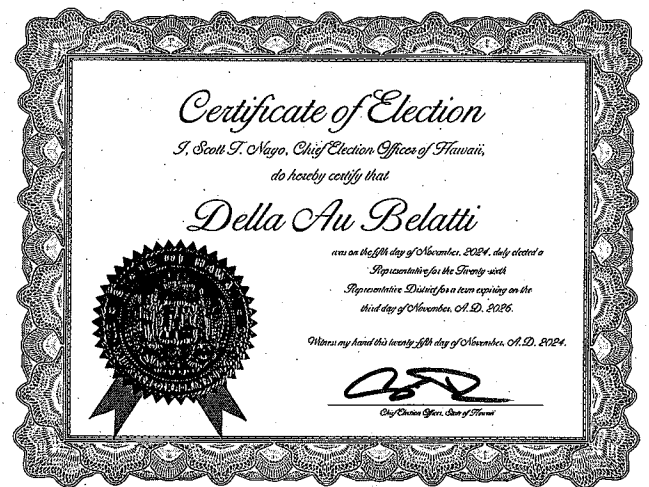 Certificate of Election
I, Scott T. Nago, Chief Election Officer of Hawaii,
do hereby certify that
Della Au Belatti
was on the fifth day of November, 2024, duly elected a
Representative for the Twenty-sixth
Representative District for a term expiring on the
third day of November, A.D. 2026.
Witness my hand this twenty-fifth day of November, A.D. 2024.
Chief Election Officer, State of Hawaii